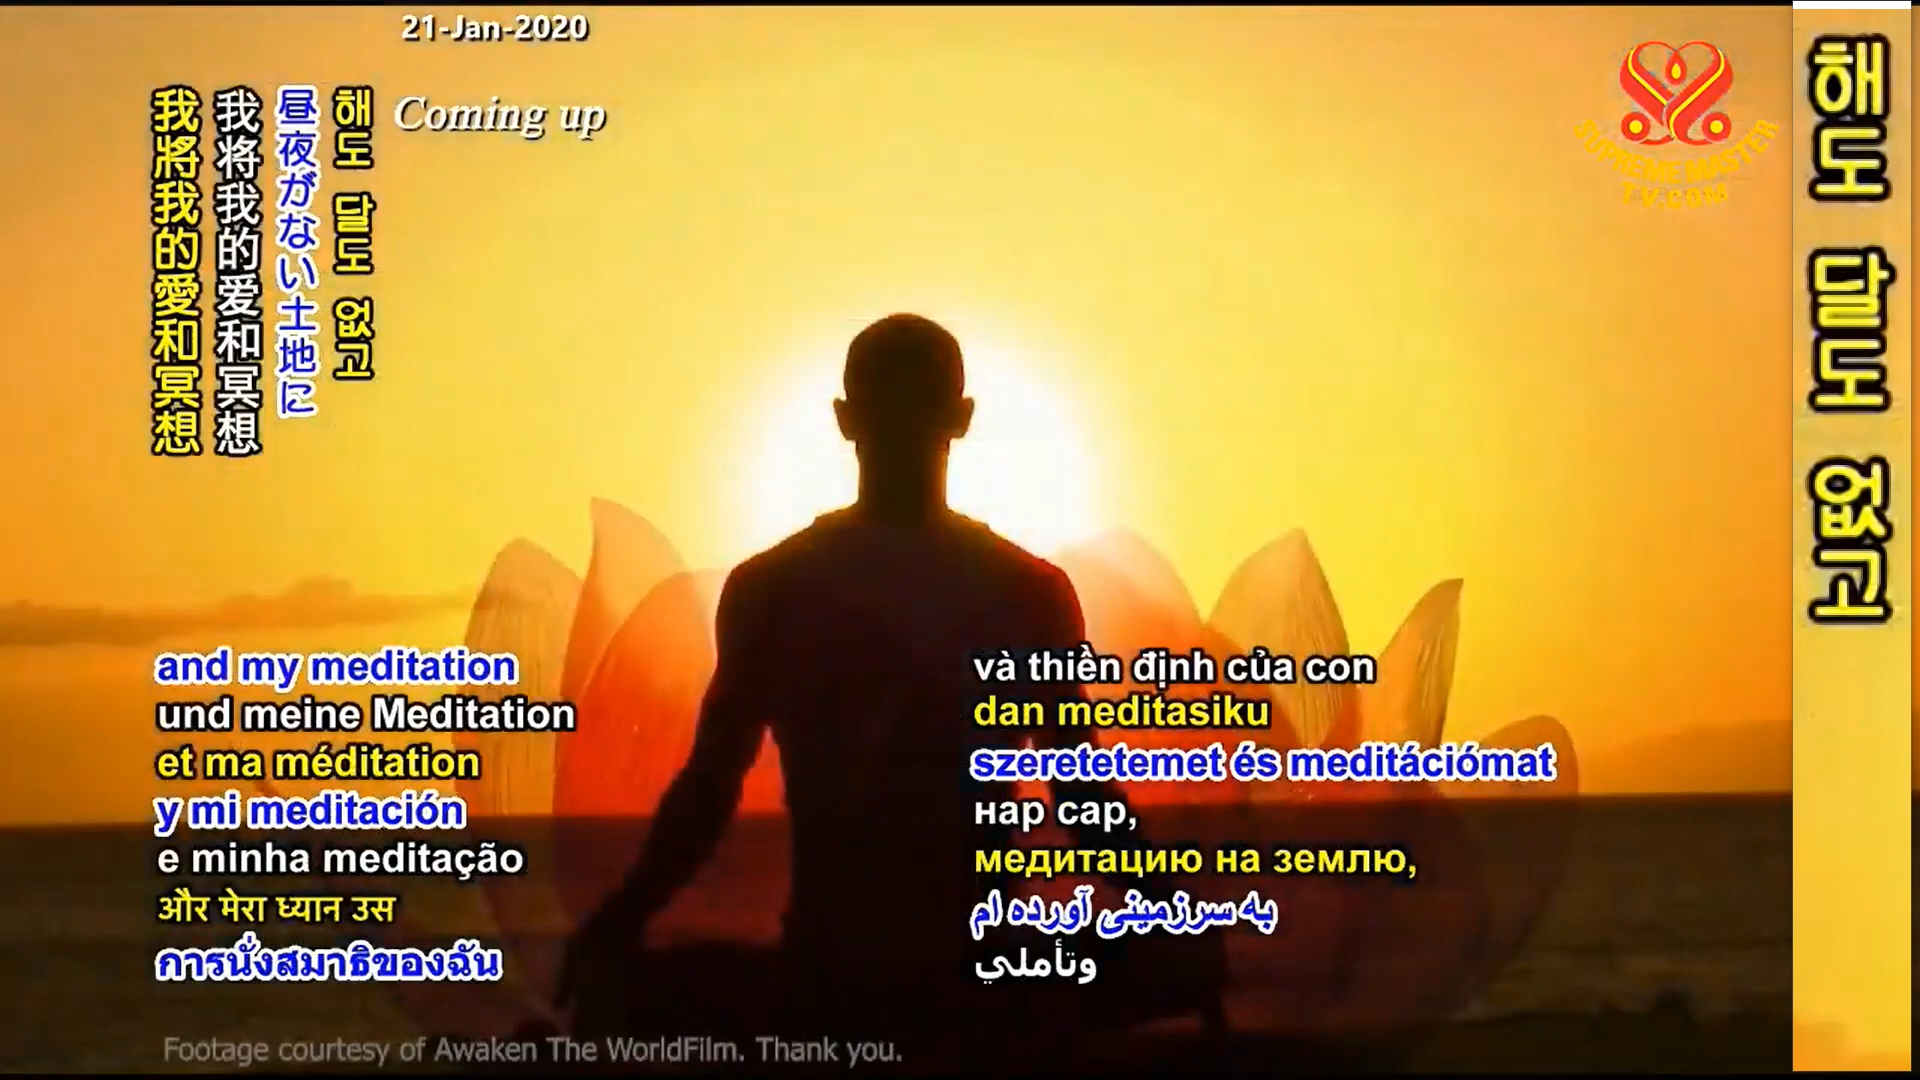 21-Jan-2020
Coming up
해도 달도 없고
昼夜がない土地に
我将我的爱和冥想
我將我的愛和冥想
SUPREME MASTER
TV.COM
해도 달도 없고
and my meditation
und meine Meditation
et ma méditation
y mi meditación
e minha meditação
और मेरा ध्यान उस
การนั่งสมาธิของฉัน
và thiền định của con
dan meditasiku
szeretetemet és meditációmat
нар сар,
медитацию на землю,
به سرزمینی آورده ام
وتأملي
Footage courtesy of Awaken The WorldFilm. Thank you.